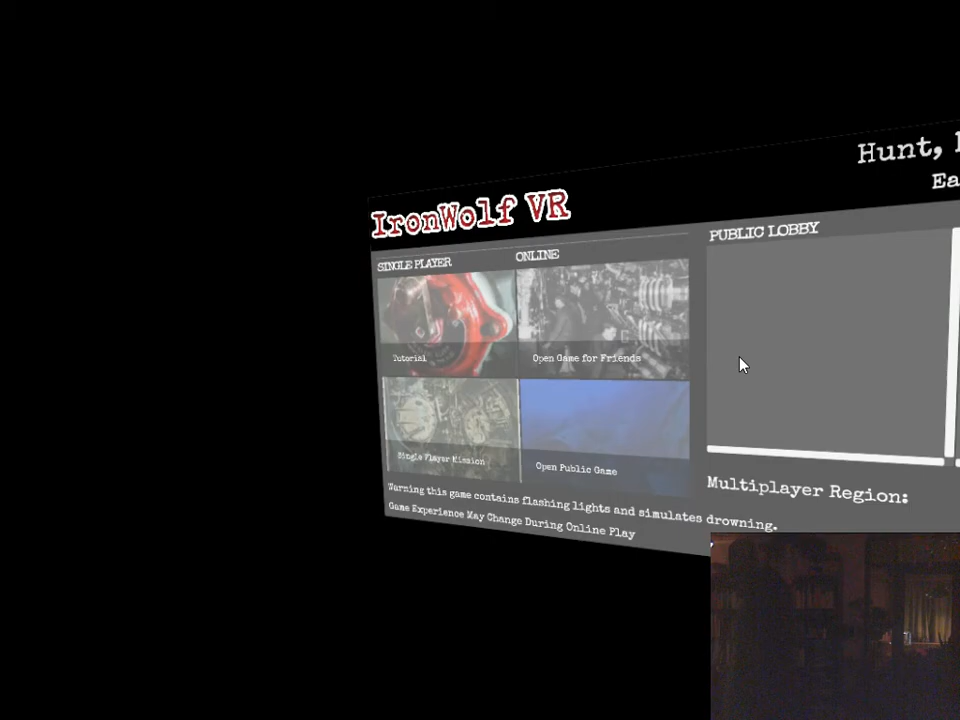 Hunt,
Ea
IronWolf VR
SINGLE PLAYER
ONLINE
PUBLIC LOBBY
Tutorial
Open Game for Friends
Single Player Mission
Open Public Game
Warning this game contains flashing lights and simulates drowning.
Game Experience May Change During Online Play
Multiplayer Region: